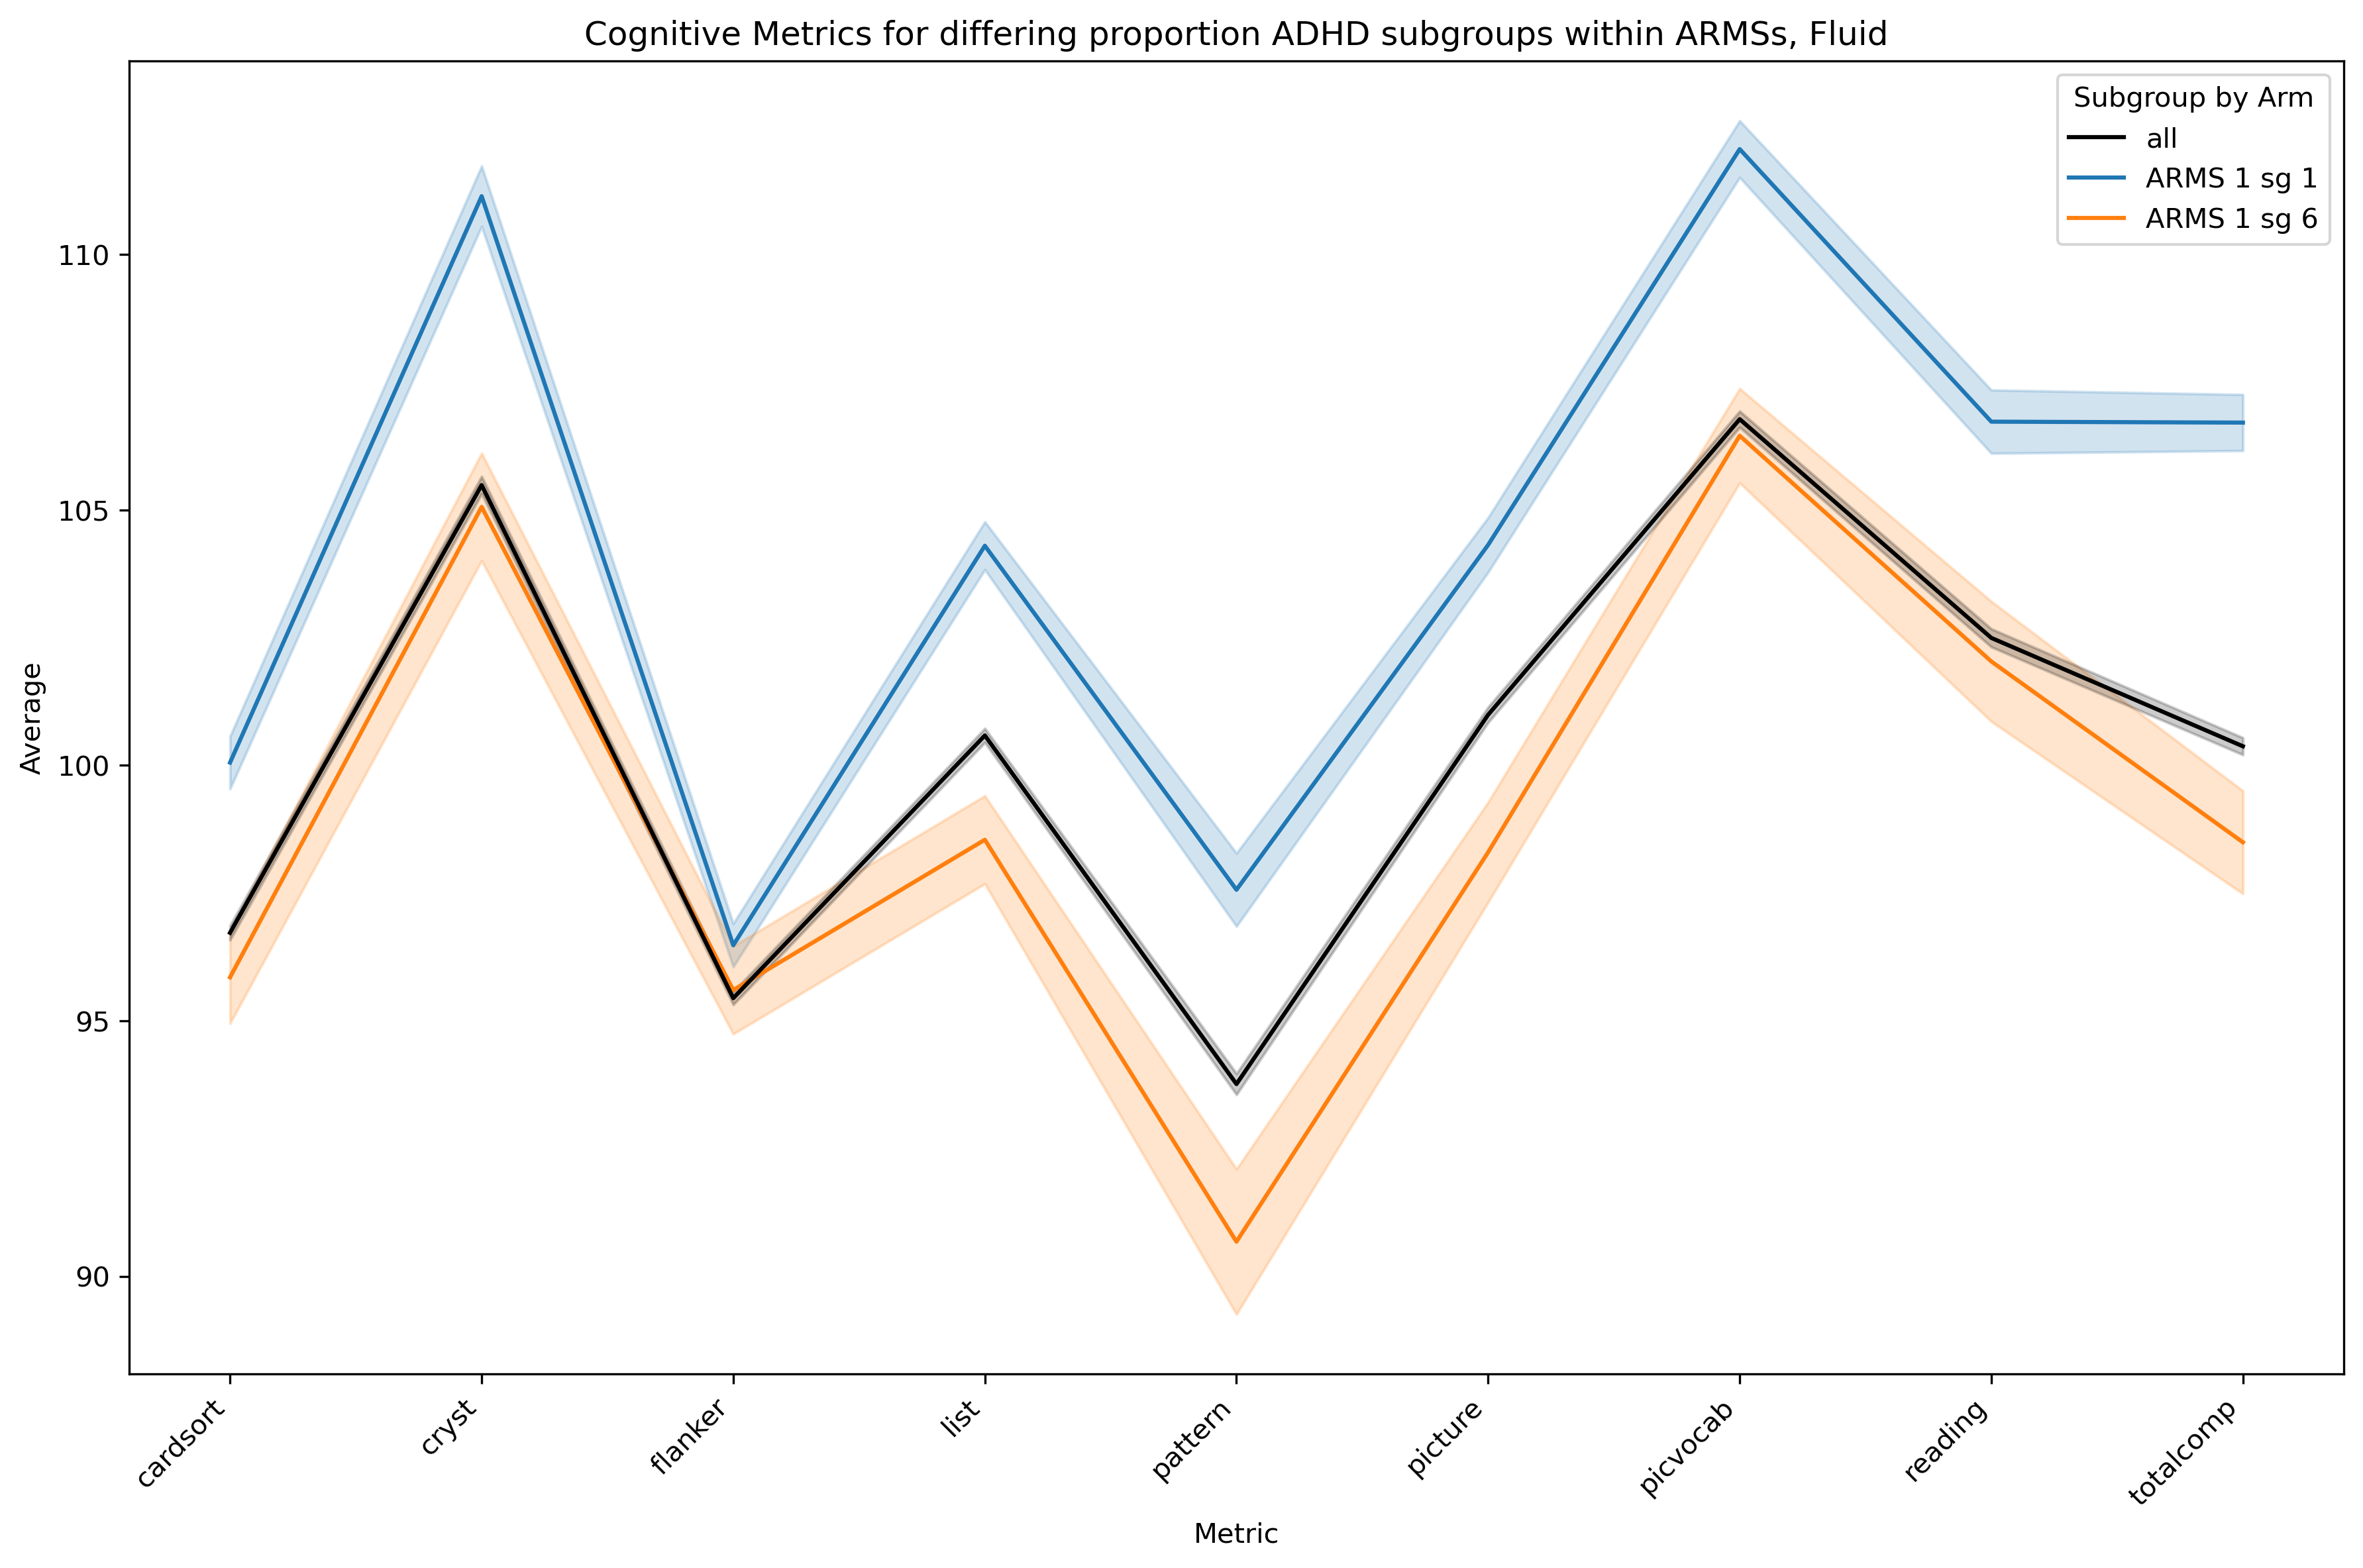 Cognitive Metrics for differing proportion ADHD subgroups within ARMSs, Fluid
Subgroup by Arm
all
ARMS 1 sg 1
ARMS 1 sg 6
Average
110
105
100
95
90
cardsort
cryst
flanker
list
pattern
picture
picvocab
reading
totalcomp
Metric